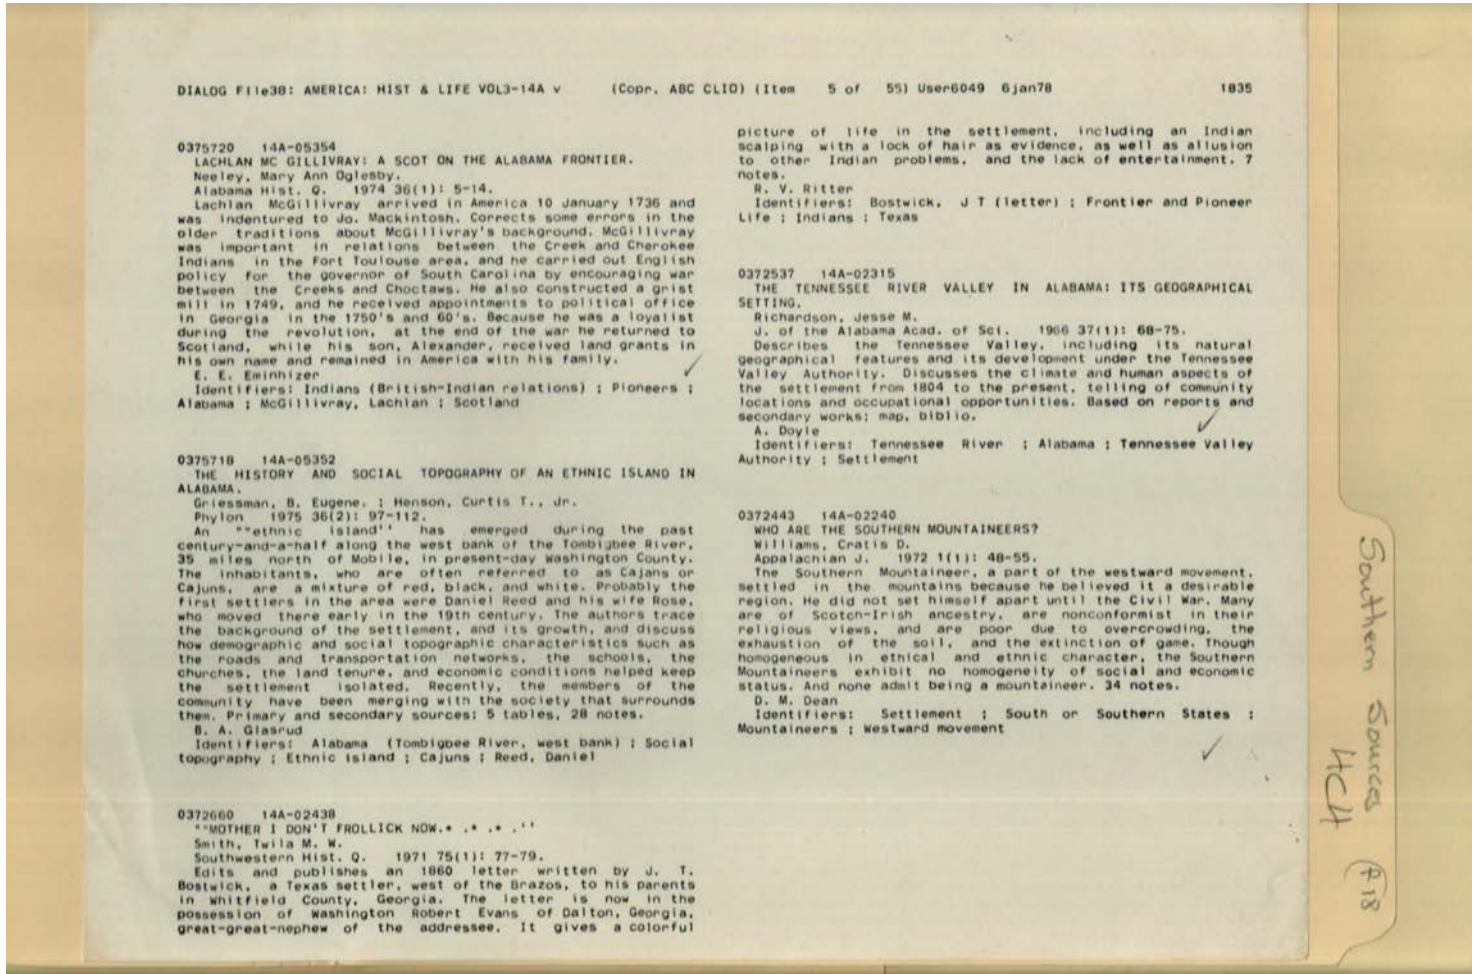 DIALOG File38: AMERICA: HIST & LIFE VOL3-14A v (Copr. ABC CLIO) (Item 5 of 55) User6049 6jan78 1835
0375720 14A-05354
LACHLAN MC GILLIVRAY: A SCOT ON THE ALABAMA FRONTIER.
Neeley, Mary Ann Oglesby.
Alabama Hist. Q. 1974 36(1): 5-14.
Lachlan McGillivray arrived in America 10 January 1736 and
was indentured to Jo. Mackintosh. Corrects some errors in the
older traditions about McGillivray's background. McGillivray
was important in relations between the Creek and Cherokee
Indians in the Fort Toulouse area, and he carried out English
policy for the governor of South Carolina by encouraging war
between the Creeks and Choctaws. He also constructed a grist
mill in 1749, and he received appointments to political office
in Georgia in the 1750's and 60's. Because he was a loyalist
during the revolution, at the end of the war he returned to
Scotland, while his son, Alexander, received land grants in
his own name and remained in America with his family.
E. E. Eminhizer
Identifiers: Indians (British-Indian relations) ; Pioneers ;
Alabama ; McGillivray, Lachlan ; Scotland
0375718 14A-05352
THE HISTORY AND SOCIAL TOPOGRAPHY OF AN ETHNIC ISLAND IN
ALABAMA.
Griessman, B. Eugene. ; Henson, Curtis T., Jr.
Phylon 1975 36(2): 97-112.
An ""ethnic island'' has emerged during the past
century-and-a-half along the west bank of the Tombigbee River,
35 miles north of Mobile, in present-day Washington County.
The inhabitants, who are often referred to as Cajans or
Cajuns, are a mixture of red, black, and white. Probably the
first settlers in the area were Daniel Reed and his wife Rose,
who moved there early in the 19th century. The authors trace
the background of the settlement, and its growth, and discuss
how demographic and social topographic characteristics such as
the roads and transportation networks, the schools, the
churches, the land tenure, and economic conditions helped keep
the settlement isolated. Recently, the members of the
community have been merging with the society that surrounds
them. Primary and secondary sources; 5 tables, 28 notes.
B. A. Glasrud
Identifiers: Alabama (Tombigbee River, west bank) ; Social
topography ; Ethnic island ; Cajuns ; Reed, Daniel
0372660 14A-02438
""MOTHER I DON'T FROLLICK NOW.* .* .* .''
Smith, Twila M. W.
Southwestern Hist. Q. 1971 75(1): 77-79.
Edits and publishes an 1860 letter written by J. T.
Bostwick, a Texas settler, west of the Brazos, to his parents
in Whitfield County, Georgia. The letter is now in the
possession of Washington Robert Evans of Dalton, Georgia,
great-great-nephew of the addressee. It gives a colorful
picture of life in the settlement, including an Indian
scalping with a lock of hair as evidence, as well as allusion
to other Indian problems, and the lack of entertainment. 7
notes.
R. V. Ritter
Identifiers: Bostwick, J T (letter) ; Frontier and Pioneer
Life ; Indians ; Texas
0372537 14A-02315
THE TENNESSEE RIVER VALLEY IN ALABAMA: ITS GEOGRAPHICAL
SETTING.
Richardson, Jesse M.
J. of the Alabama Acad. of Sci. 1966 37(1): 68-75.
Describes the Tennessee Valley, including its natural
geographical features and its development under the Tennessee
Valley Authority. Discusses the climate and human aspects of
the settlement from 1804 to the present, telling of community
locations and occupational opportunities. Based on reports and
secondary works; map, biblio.
A. Doyle
Identifiers: Tennessee River ; Alabama ; Tennessee Valley
Authority ; Settlement
0372443 14A-02240
WHO ARE THE SOUTHERN MOUNTAINEERS?
Williams, Cratis D.
Appalachian J. 1972 1(1): 48-55.
The Southern Mountaineer, a part of the westward movement,
settled in the mountains because he believed it a desirable
region. He did not set himself apart until the Civil War. Many
are of Scotch-Irish ancestry, are nonconformist in their
religious views, and are poor due to overcrowding, the
exhaustion of the soil, and the extinction of game. Though
homogeneous in ethical and ethnic character, the Southern
Mountaineers exhibit no homogeneity of social and economic
status. And none admit being a mountaineer. 34 notes.
D. M. Dean
Identifiers: Settlement ; South or Southern States ;
Mountaineers ; Westward movement
Southern Sources
HCH